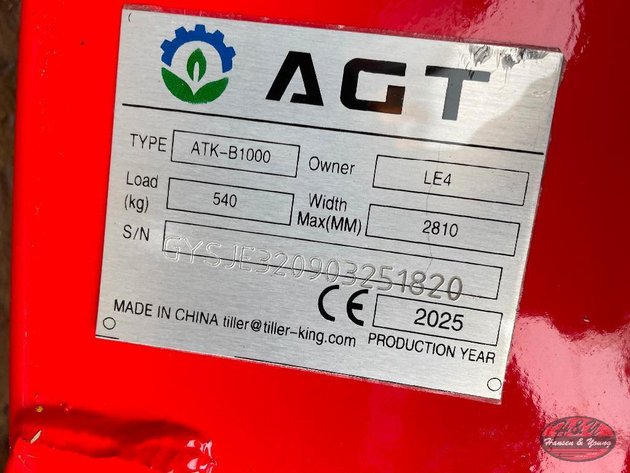 AGT
TYPE ATK-B1000 Owner LE4
Load (kg) 540 Width Max(MM) 2810
S/N GYSJE320903251820
CE 2025
MADE IN CHINA tiller@tiller-king.com PRODUCTION YEAR
H&Y
Hansen & Young